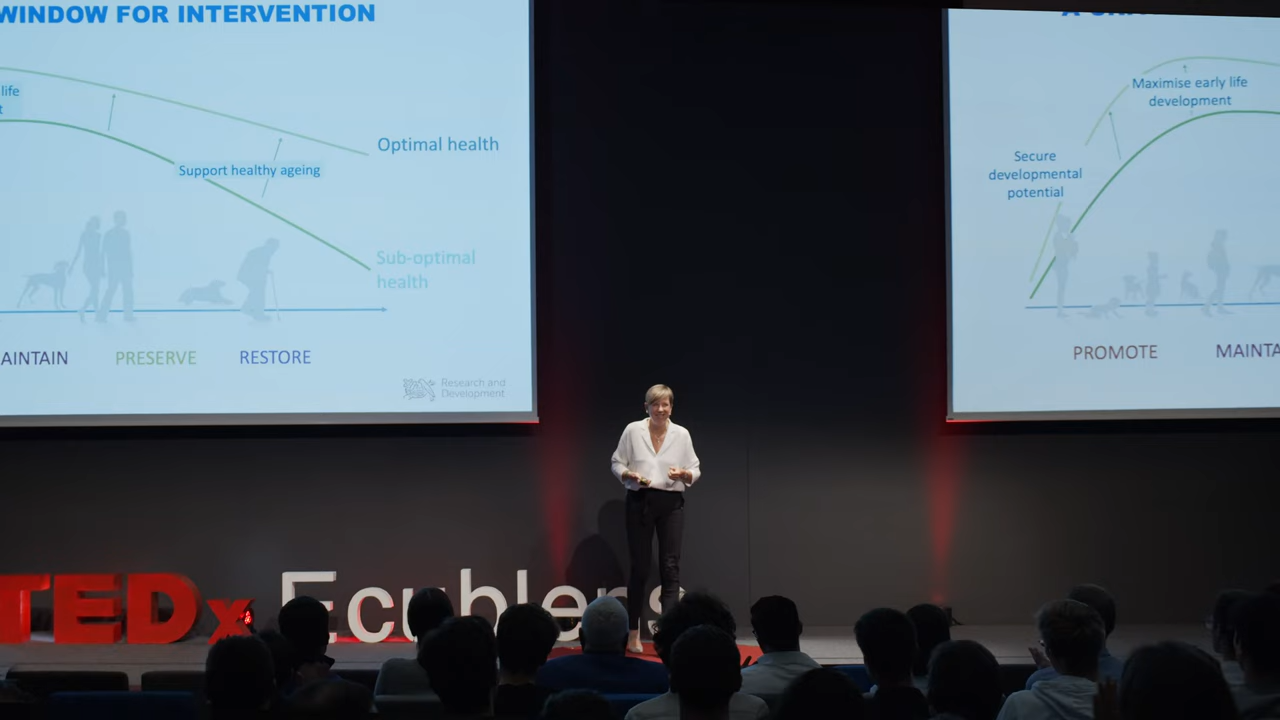 WINDOW FOR INTERVENTION
life
Optimal health
Support healthy ageing
Sub-optimal
health
AINTAIN PRESERVE RESTORE
Research and
Development
Maximise early life
development
Secure
developmental
potential
PROMOTE MAINTA
TEDx Ecublens